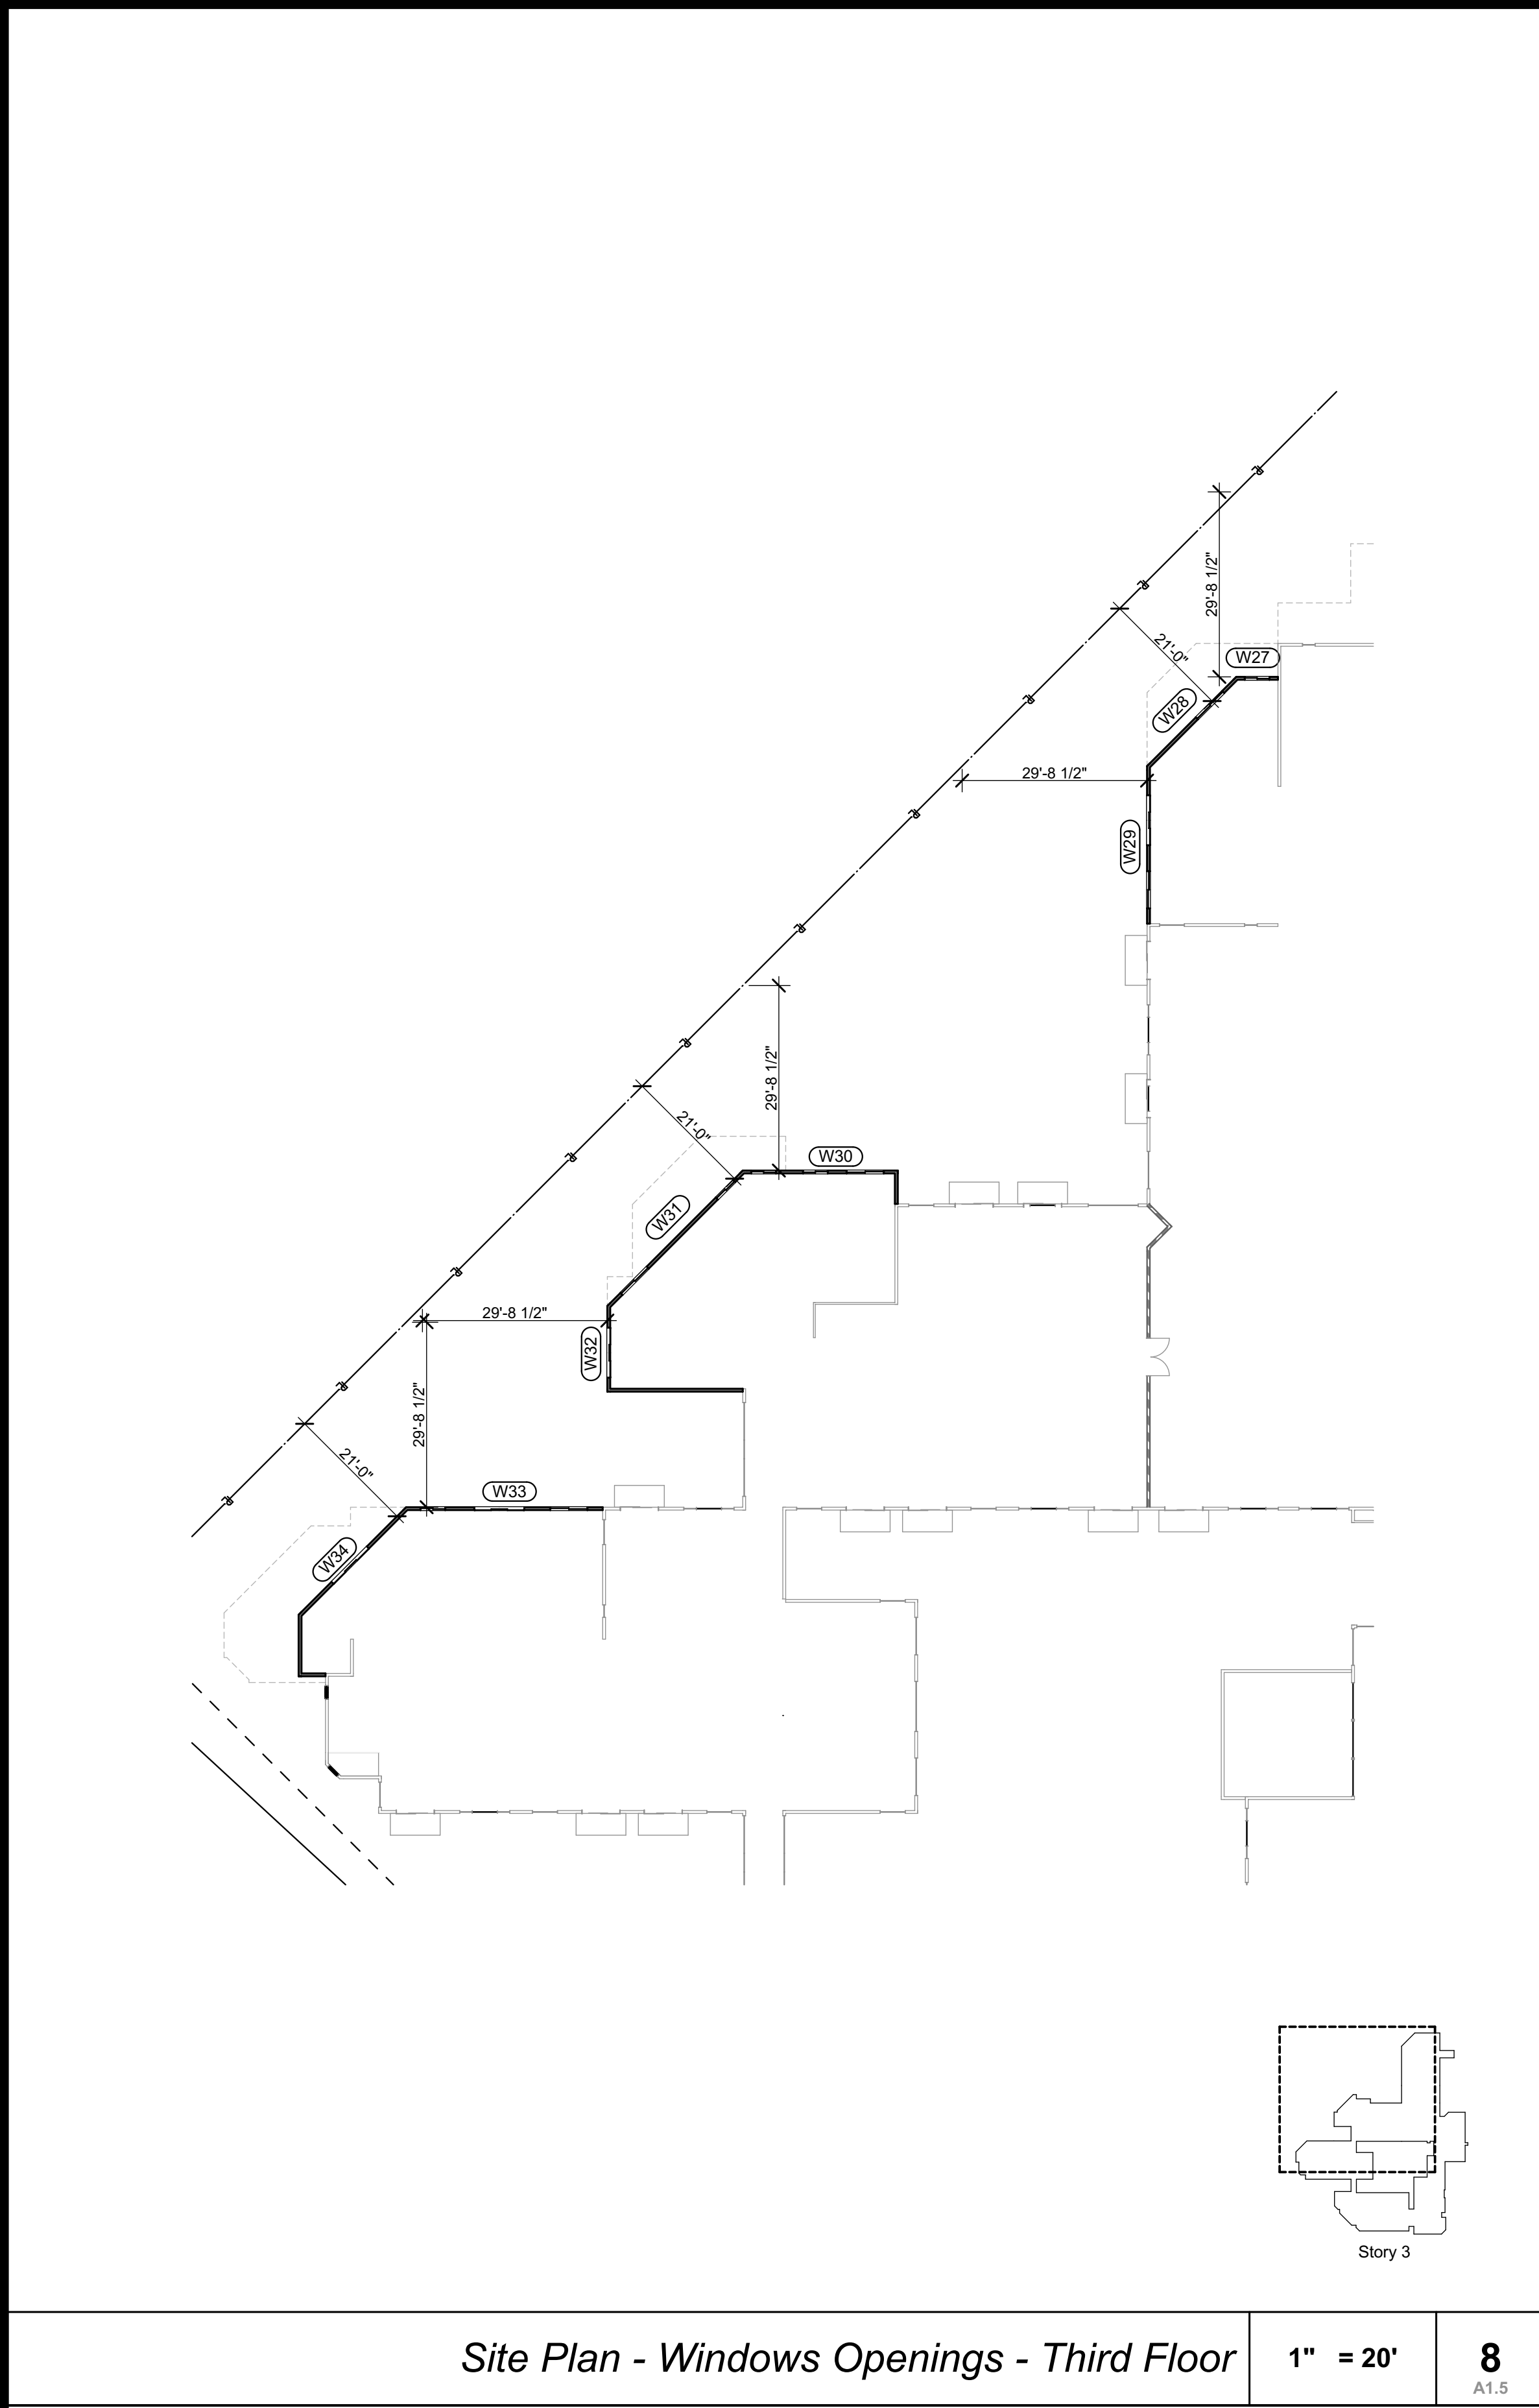 29'-8 1/2"
21'-0"
W27
W28
29'-8 1/2"
W29
29'-8 1/2"
21'-0"
W30
W31
29'-8 1/2"
W32
29'-8 1/2"
21'-0"
W33
W34
Story 3
Site Plan - Windows Openings - Third Floor
1" = 20'
8
A1.5